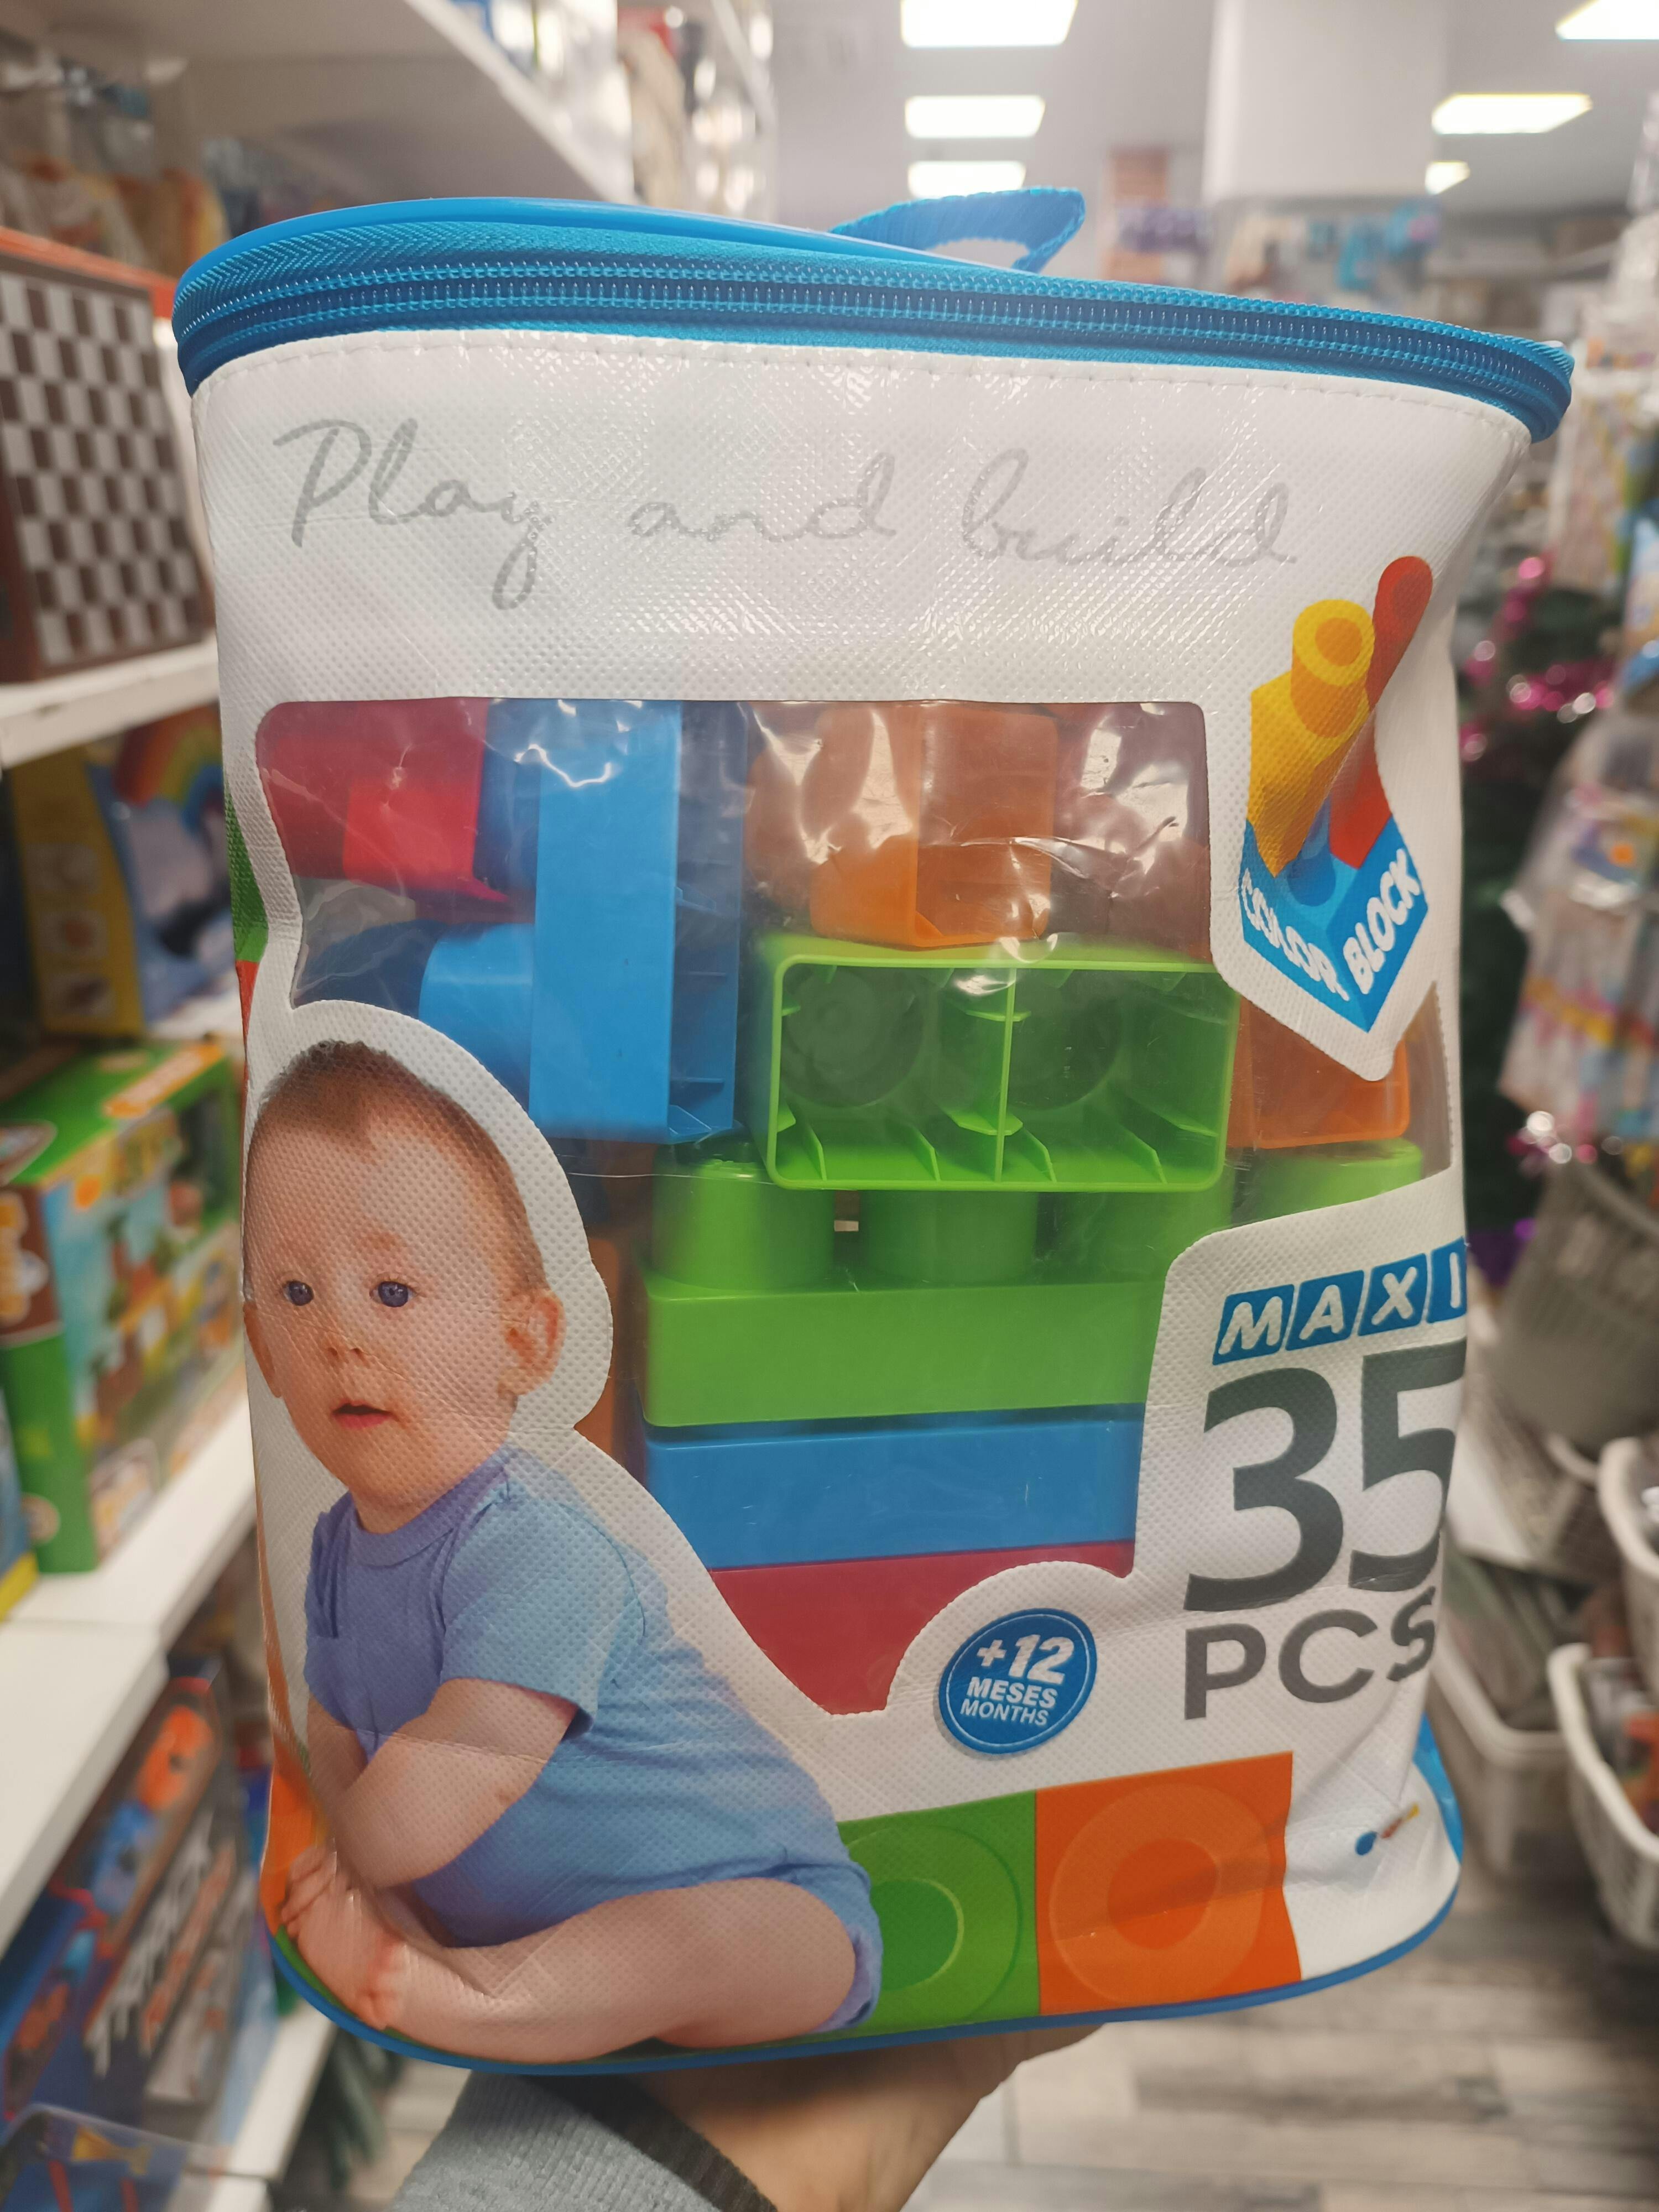 Play and build
COLOR
BLOCK
MAXI
35
PCS
+12
MESES
MONTHS